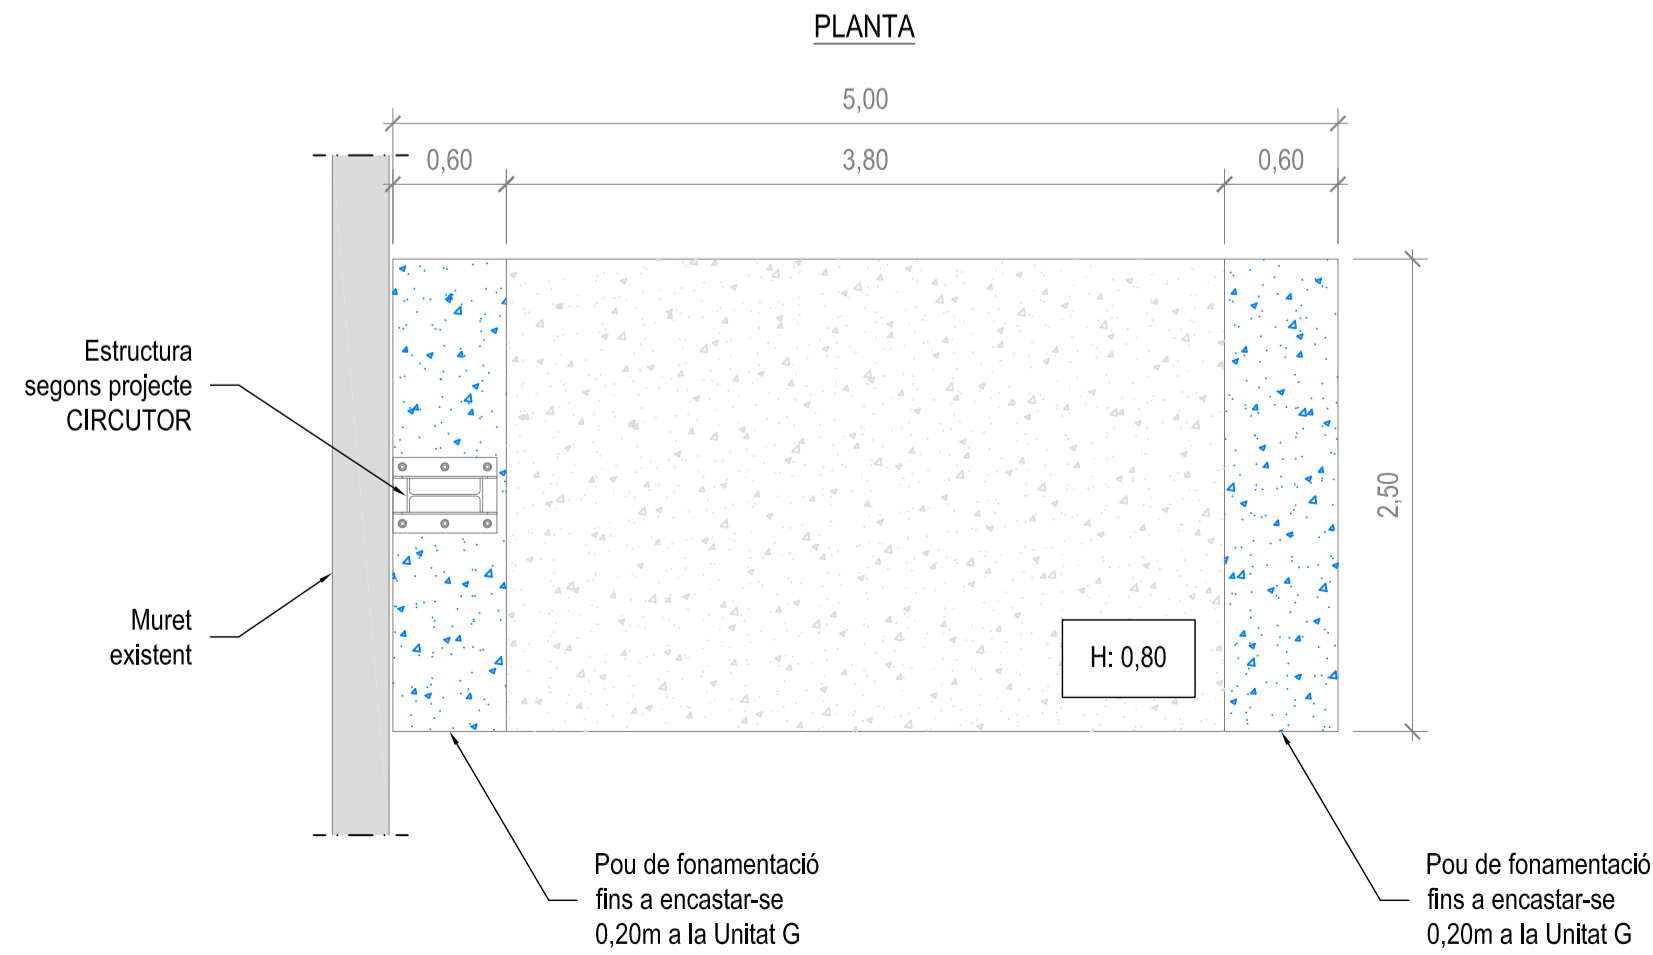 PLANTA
5,00
0,60
3,80
0,60
Estructura
segons projecte
CIRCUTOR
2,50
Muret
existent
H: 0,80
Pou de fonamentació
fins a encastar-se
0,20m a la Unitat G
Pou de fonamentació
fins a encastar-se
0,20m a la Unitat G